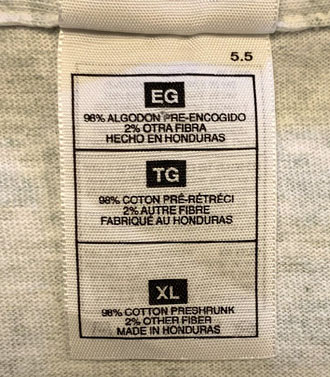 5.5
EG
98% ALGODON PRE-ENCOGIDO
2% OTRA FIBRA
HECHO EN HONDURAS
TG
98% COTON PRÉ-RÉTRÉCI
2% AUTRE FIBRE
FABRIQUÉ AU HONDURAS
XL
98% COTTON PRESHRUNK
2% OTHER FIBER
MADE IN HONDURAS